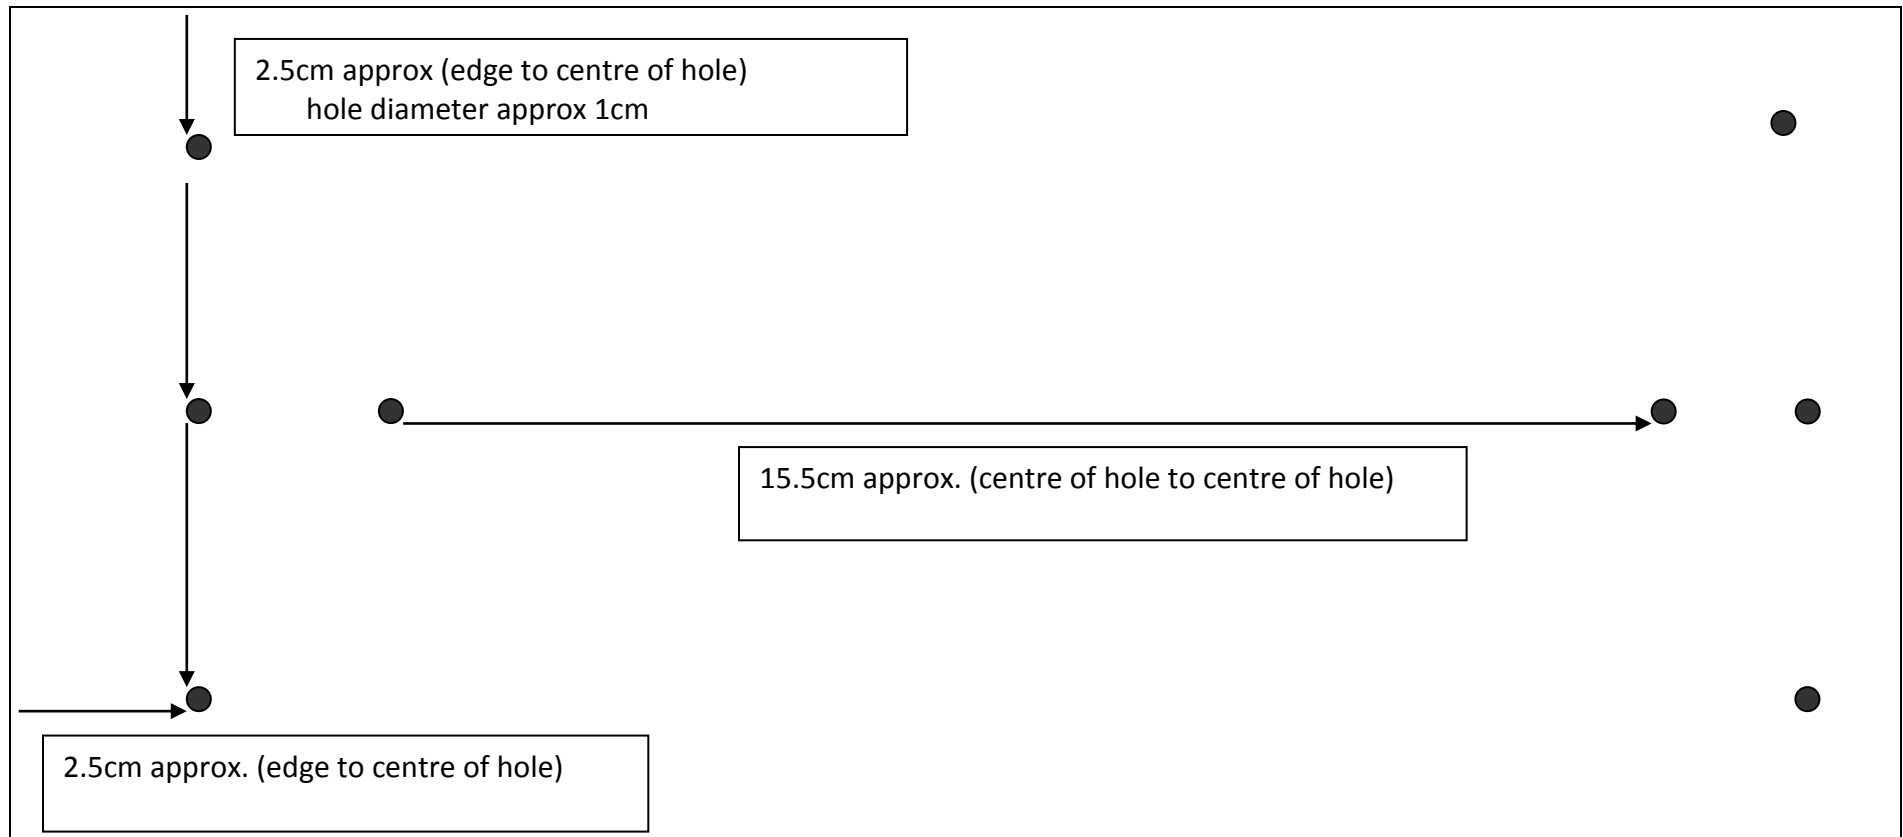 2.5cm approx (edge to centre of hole)
hole diameter approx 1cm
15.5cm approx. (centre of hole to centre of hole)
2.5cm approx. (edge to centre of hole)